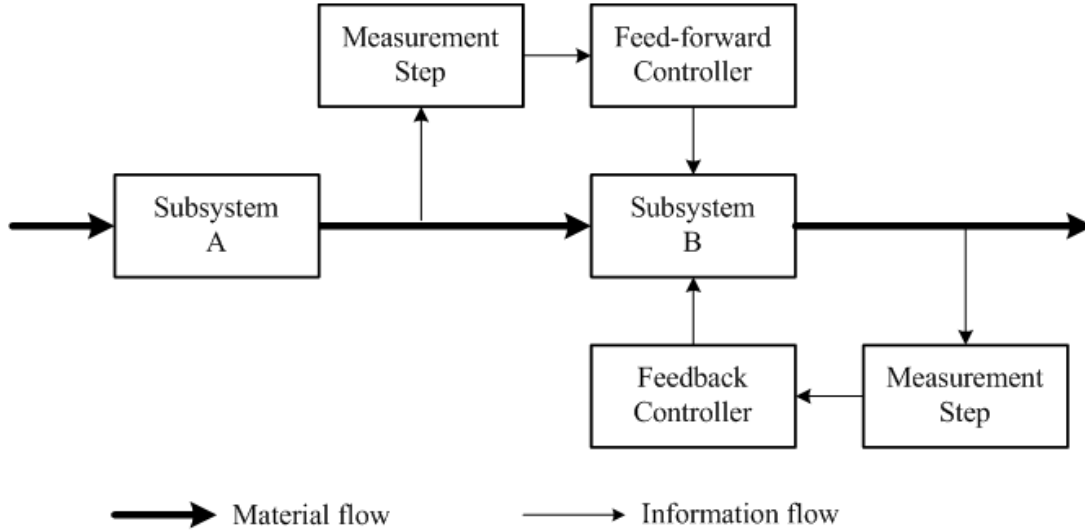 Measurement
Step
Feed-forward
Controller
Subsystem
A
Subsystem
B
Feedback
Controller
Measurement
Step
Material flow
Information flow